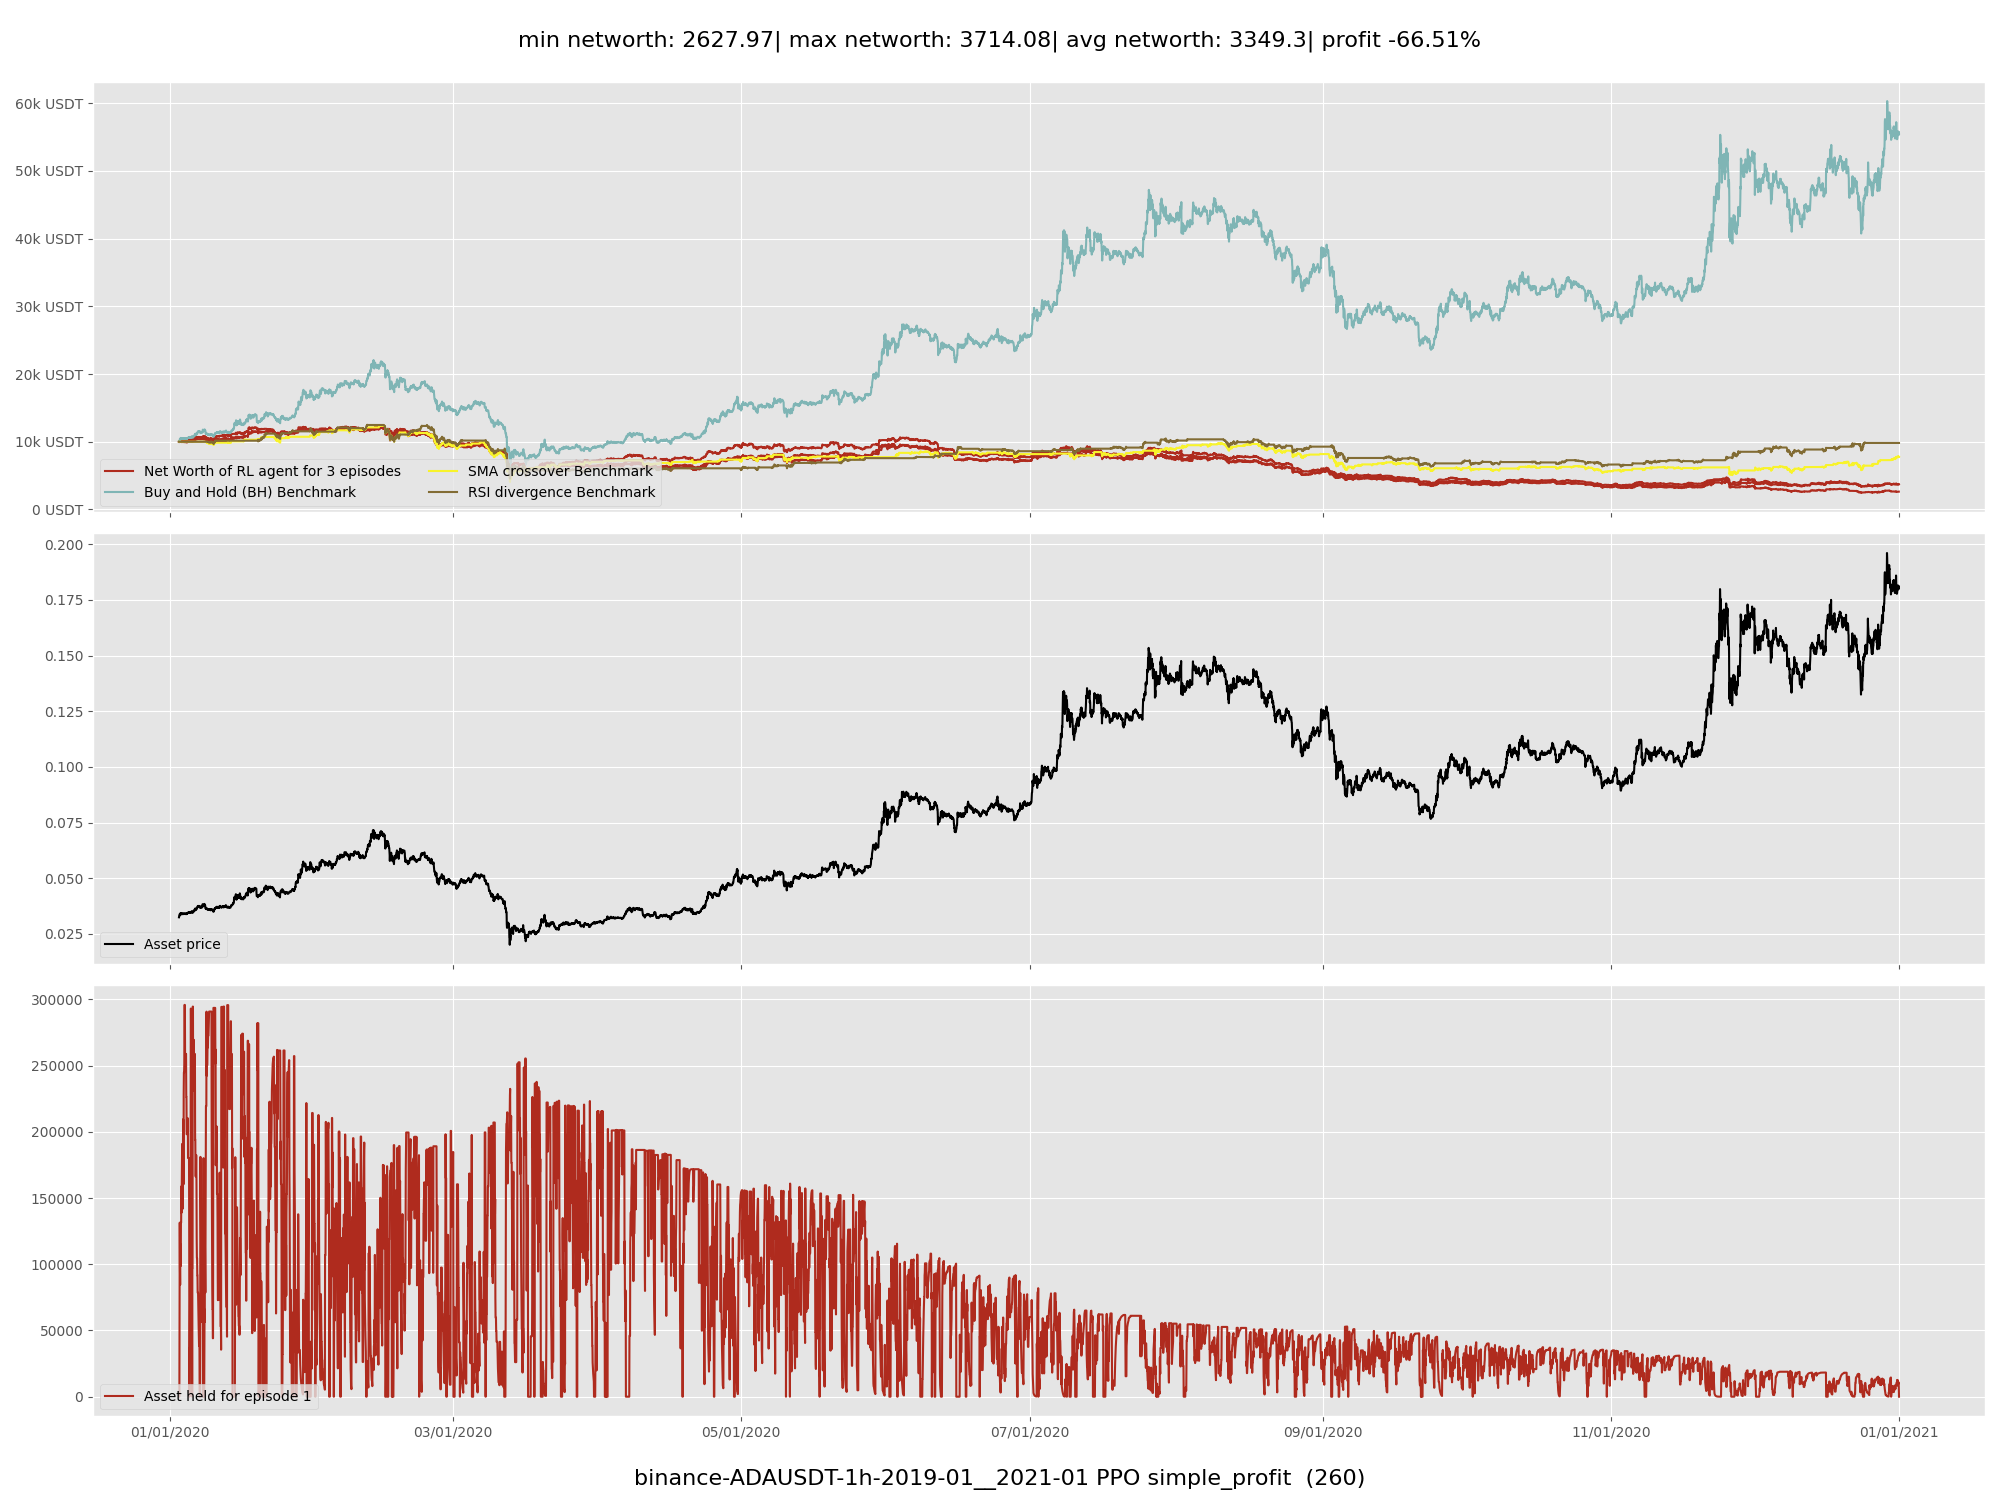 min networth: 2627.97| max networth: 3714.08| avg networth: 3349.3| profit -66.51%
60k USDT
50k USDT
40k USDT
30k USDT
20k USDT
10k USDT
0 USDT
Net Worth of RL agent for 3 episodes
Buy and Hold (BH) Benchmark
SMA crossover Benchmark
RSI divergence Benchmark
0.200
0.175
0.150
0.125
0.100
0.075
0.050
0.025
Asset price
300000
250000
200000
150000
100000
50000
0
Asset held for episode 1
01/01/2020 03/01/2020 05/01/2020 07/01/2020 09/01/2020 11/01/2020 01/01/2021
binance-ADAUSDT-1h-2019-01__2021-01 PPO simple_profit  (260)